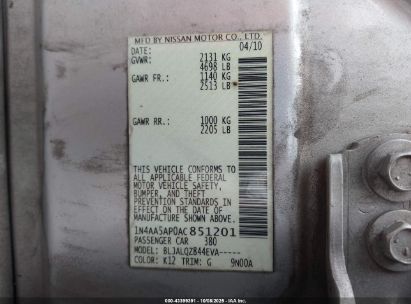 MFD BY NISSAN MOTOR CO., LTD.
DATE: 04/10
GVWR: 2131 KG
4698 LB
GAWR FR.: 1140 KG
2513 LB
GAWR RR.: 1000 KG
2205 LB
THIS VEHICLE CONFORMS TO
ALL APPLICABLE FEDERAL
MOTOR VEHICLE SAFETY,
BUMPER, AND THEFT
PREVENTION STANDARDS IN
EFFECT ON THE DATE OF
MANUFACTURE SHOWN ABOVE.
1N4AA5AP0AC851201
PASSENGER CAR 380
MODEL: BLJALQZ844EVA-----
COLOR: K12 TRIM: G 9N00A